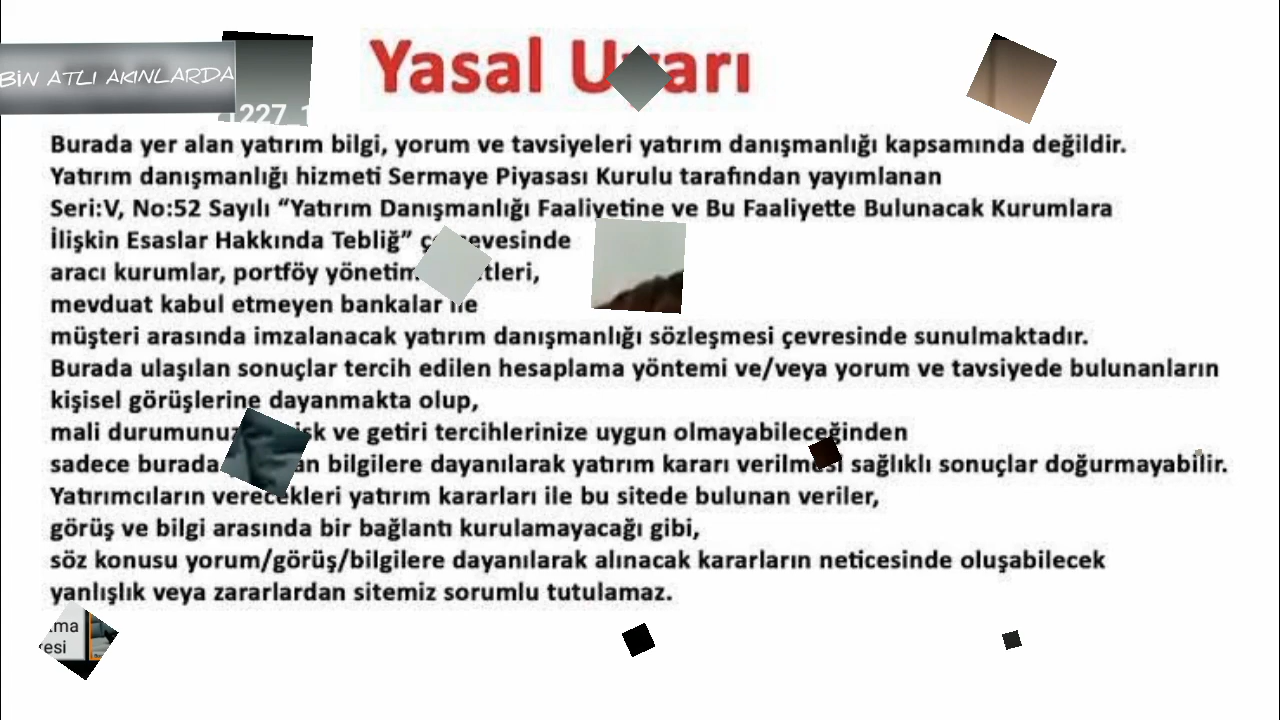 BİN ATLI AKINLARDA
1227
Yasal
Burada yer alan yatırım bilgi, yorum ve tavsiyeleri yatırım danışmanlığı kapsamında değildir.
Yatırım danışmanlığı hizmeti Sermaye Piyasası Kurulu tarafından yayımlanan
Seri:V, No:52 Sayılı “Yatırım Danışmanlığı Faaliyetine ve Bu Faaliyette Bulunacak Kurumlara
İlişkin Esaslar Hakkında Tebliğ”
aracı kurumlar, portföy
mevduat kabul etmeyen bankalar ile
müşteri arasında imzalanacak yatırım danışmanlığı sözleşmesi çevresinde sunulmaktadır.
Burada ulaşılan sonuçlar tercih edilen hesaplama yöntemi ve/veya yorum ve tavsiyede bulunanların
kişisel görüşlerine dayanmakta olup,
mali ve getiri tercihlerinize uygun olmayabileceğinden
sadece burada bilgilere dayanılarak yatırım kararı verilmesi sağlıklı sonuçlar doğurmayabilir.
Yatırımcıların verecekleri yatırım kararları ile bu sitede bulunan veriler,
görüş ve bilgi arasında bir bağlantı kurulamayacağı gibi,
söz konusu yorum/görüş/bilgilere dayanılarak alınacak kararların neticesinde oluşabilecek
yanlışlık veya zararlardan sitemiz sorumlu tutulamaz.